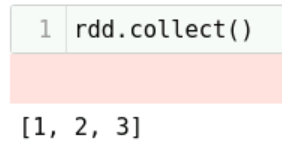 1 rdd.collect()
[1, 2, 3]